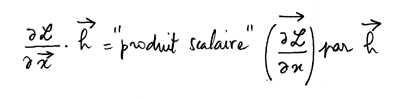 ∂ℒ/∂x⃗ · h⃗ = "produit scalaire" (∂ℒ/∂x)⃗ par h⃗